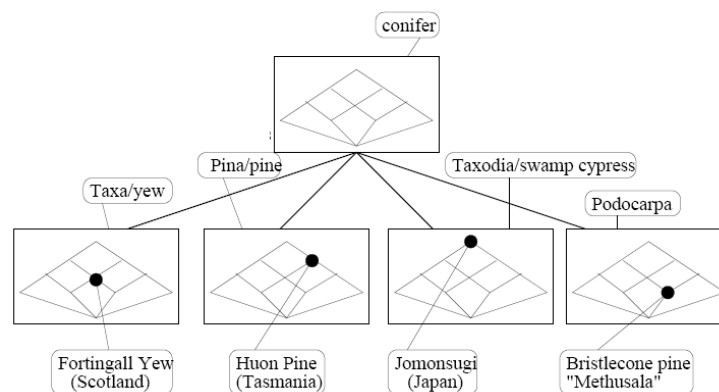 conifer
Pina/pine
Taxodia/swamp cypress
Taxa/yew
Podocarpa
Fortingall Yew
(Scotland)
Huon Pine
(Tasmania)
Jomonsugi
(Japan)
Bristlecone pine
"Methusala"